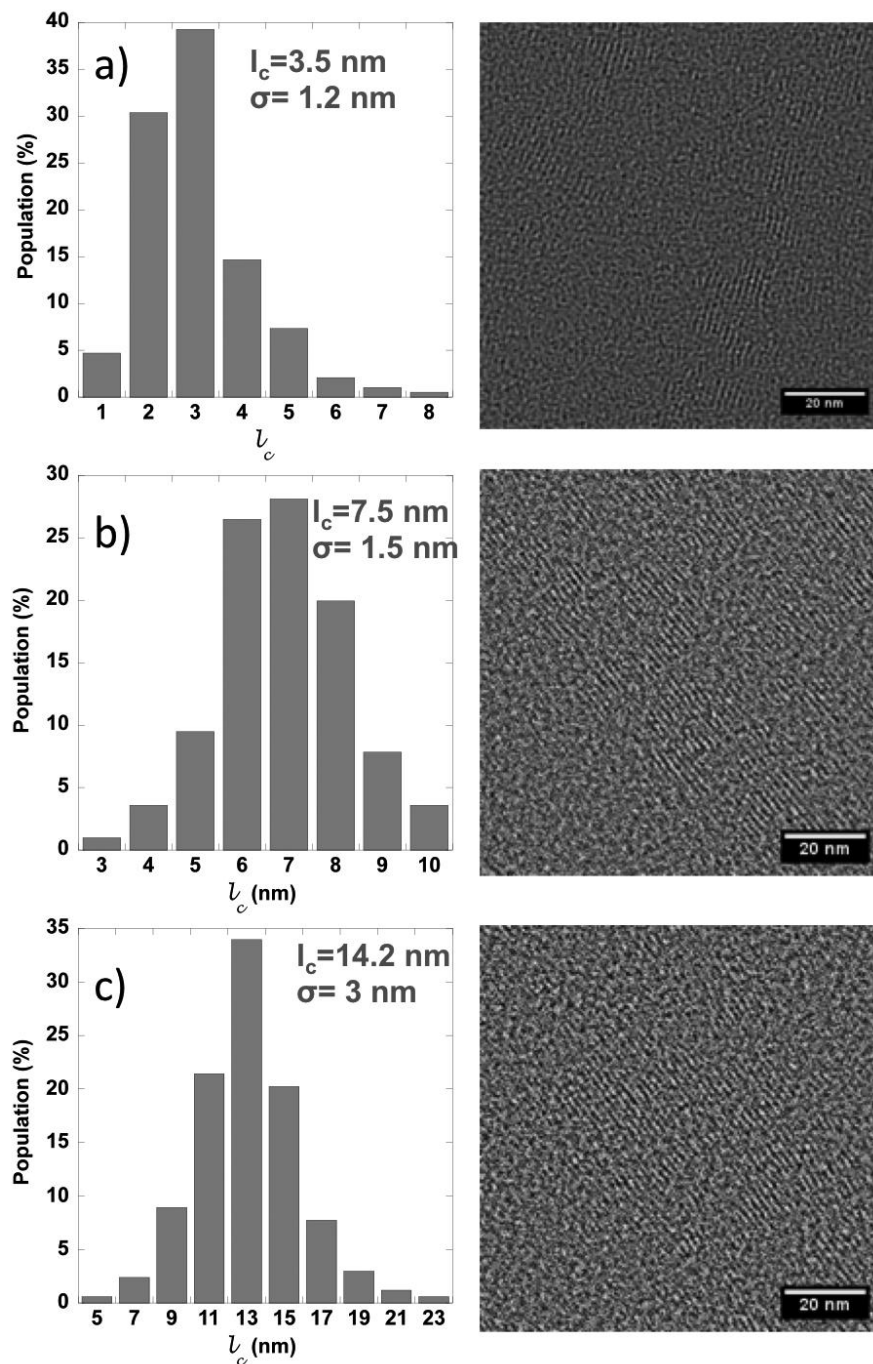 a)
l_c=3.5 nm
σ= 1.2 nm
Population (%)
40
35
30
25
20
15
10
5
0
1 2 3 4 5 6 7 8
l_c
20 nm
b)
l_c=7.5 nm
σ= 1.5 nm
Population (%)
30
25
20
15
10
5
0
3 4 5 6 7 8 9 10
l_c (nm)
20 nm
c)
l_c=14.2 nm
σ= 3 nm
Population (%)
35
30
25
20
15
10
5
0
5 7 9 11 13 15 17 19 21 23
l_c (nm)
20 nm